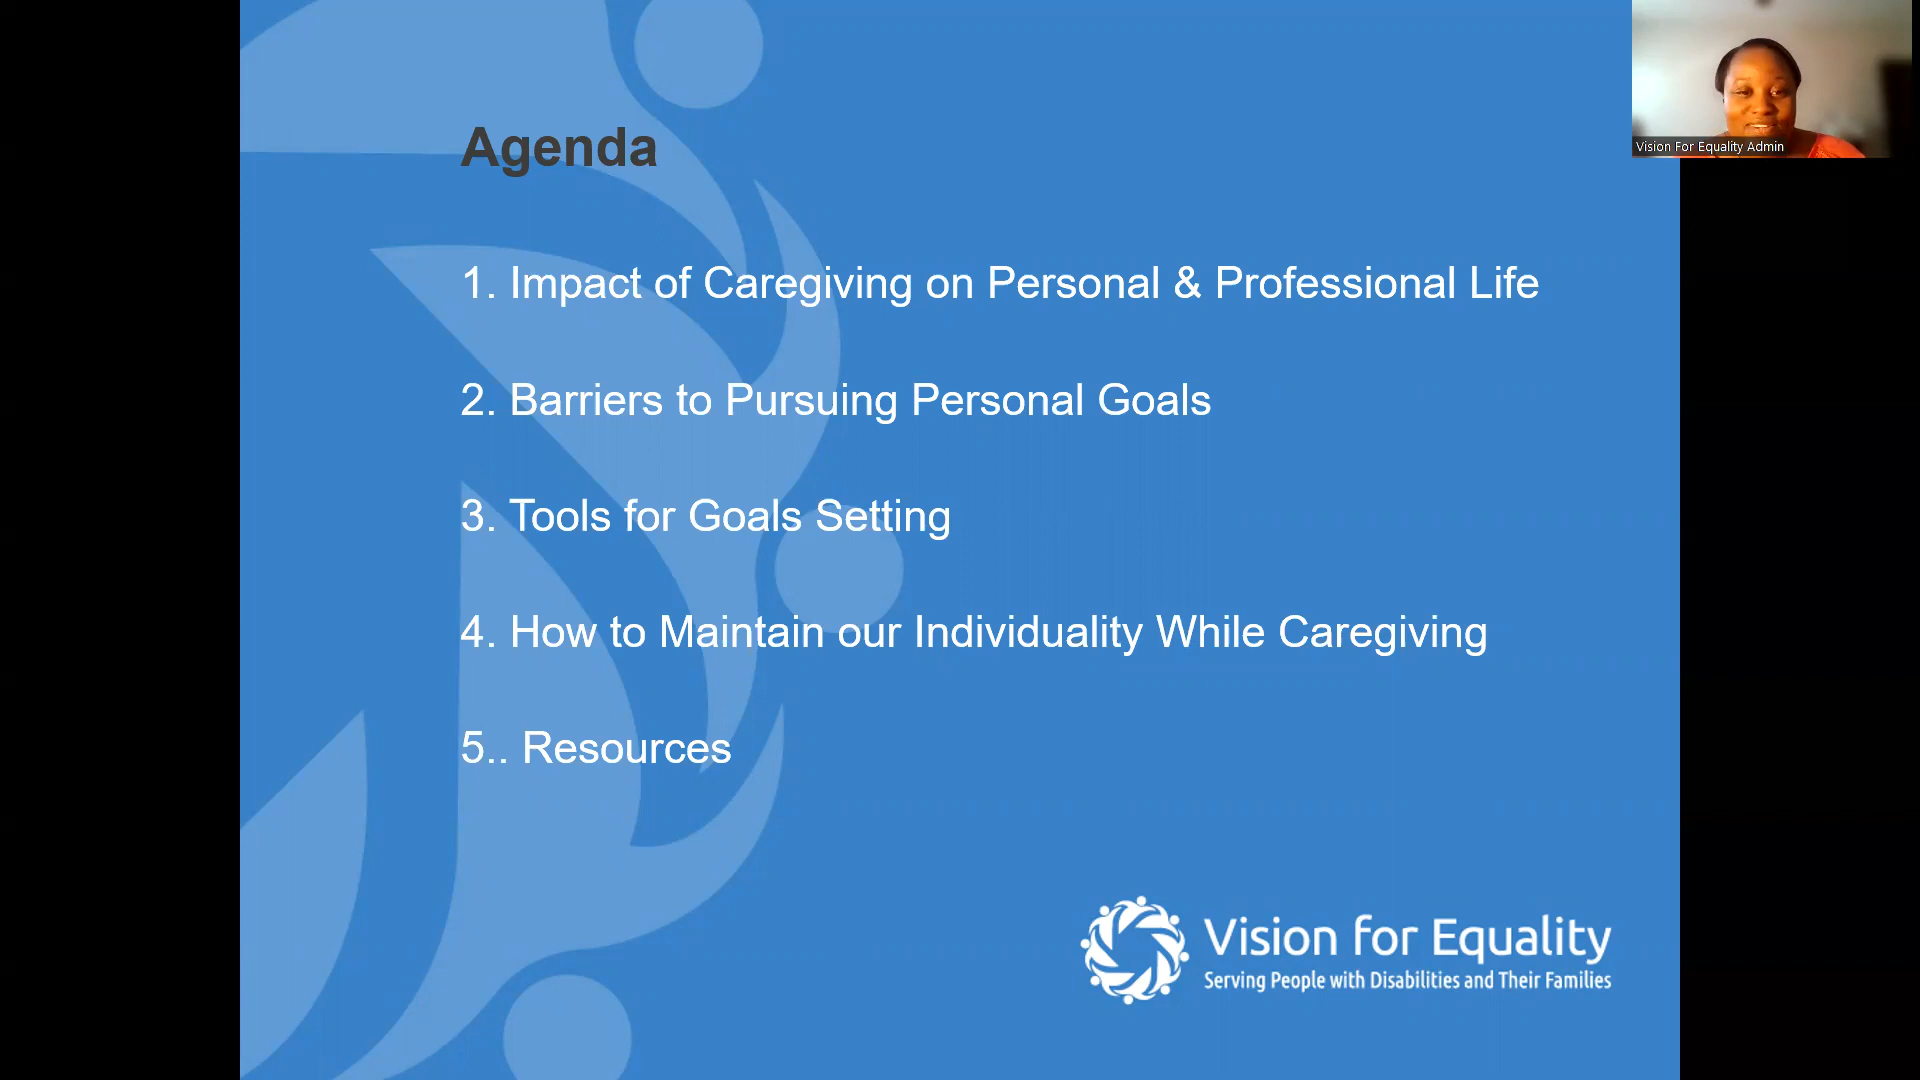 Agenda
1. Impact of Caregiving on Personal & Professional Life
2. Barriers to Pursuing Personal Goals
3. Tools for Goals Setting
4. How to Maintain our Individuality While Caregiving
5.. Resources
Vision For Equality Admin
Vision for Equality
Serving People with Disabilities and Their Families